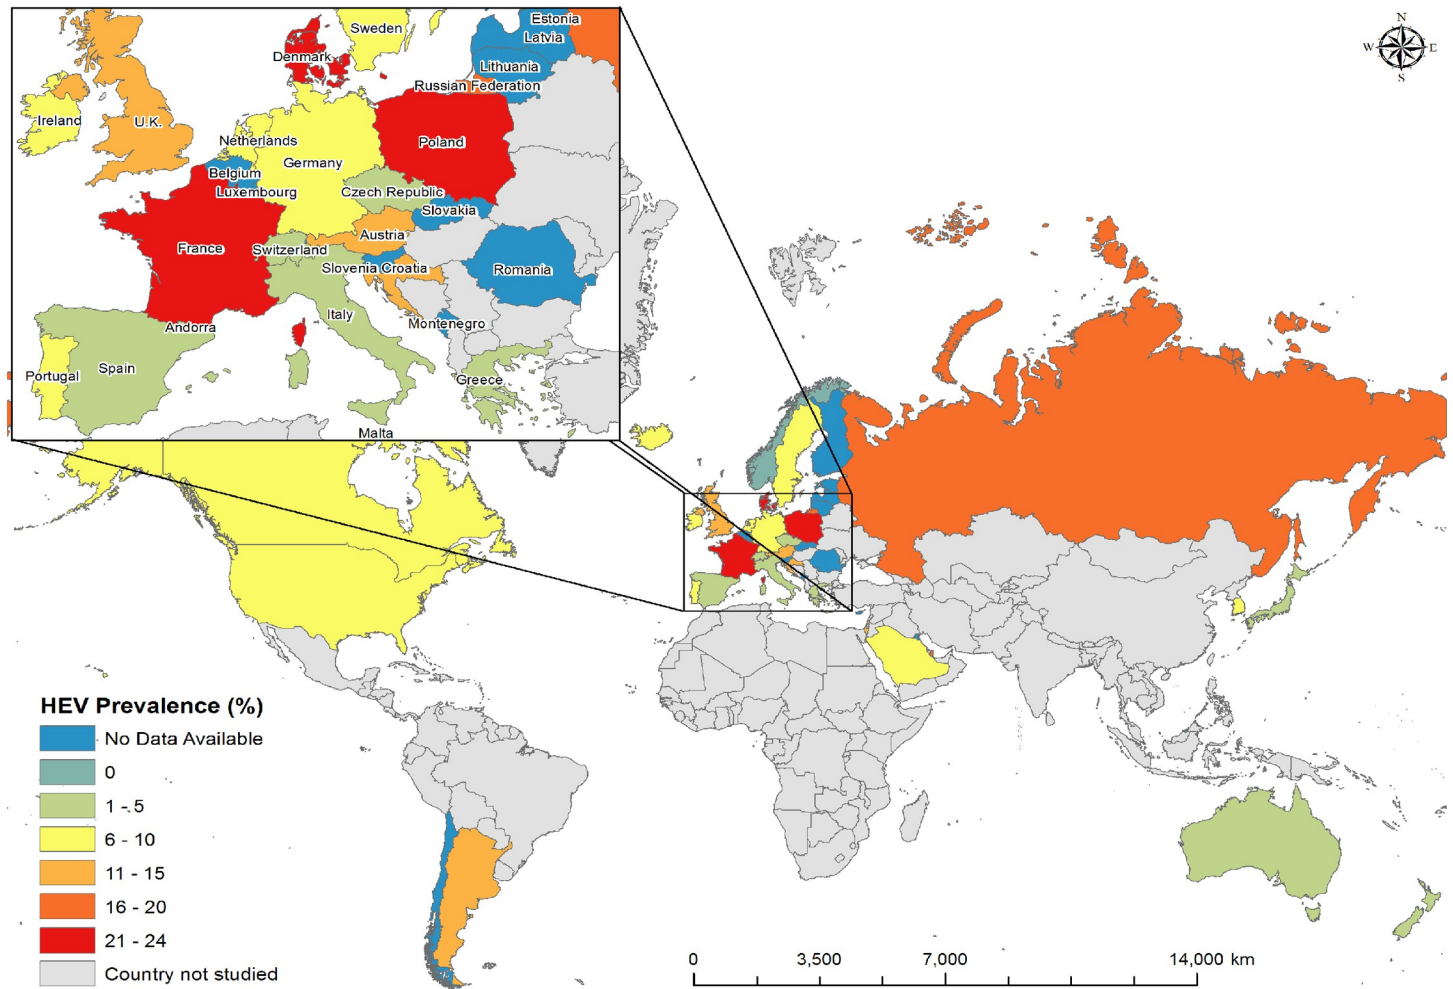 Sweden
Estonia
Latvia
Denmark
Lithuania
Russian Federation
Ireland
U.K.
Netherlands
Poland
Germany
Belgium
Luxembourg
Czech Republic
Slovakia
Austria
France
Switzerland
Slovenia Croatia
Romania
Italy
Montenegro
Andorra
Spain
Portugal
Greece
Malta
N
W E
S
HEV Prevalence (%)
No Data Available
0
1 - 5
6 - 10
11 - 15
16 - 20
21 - 24
Country not studied
0 3,500 7,000 14,000 km